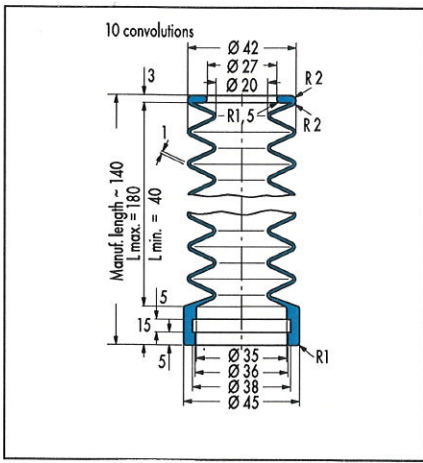 10 convolutions
Ø 42
Ø 27
Ø 20
3
R 2
R1,5
R 2
1
Manuf. length ~ 140
L max. = 180
L min. = 40
5
15
5
Ø 35
Ø 36
Ø 38
Ø 45
R1